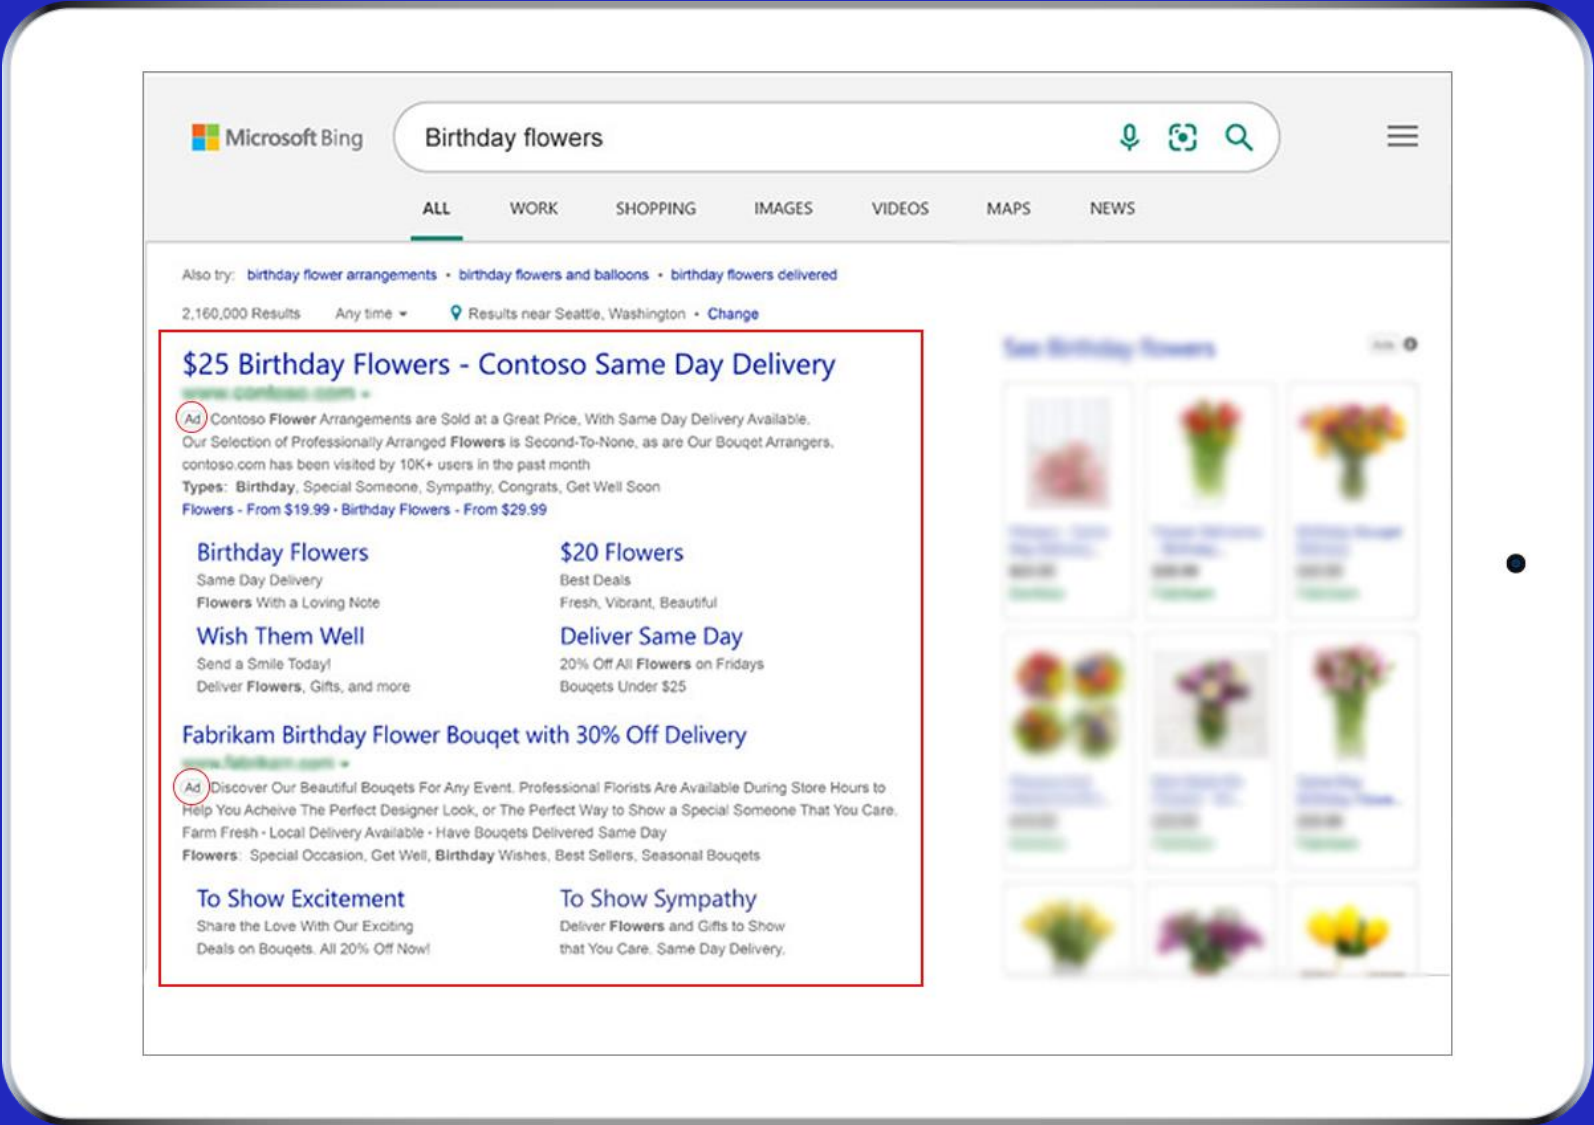 Microsoft Bing
Birthday flowers
ALL WORK SHOPPING IMAGES VIDEOS MAPS NEWS
Also try: birthday flower arrangements • birthday flowers and balloons • birthday flowers delivered
2,160,000 Results Any time Results near Seattle, Washington • Change
$25 Birthday Flowers - Contoso Same Day Delivery
www.contoso.com
Ad Contoso Flower Arrangements are Sold at a Great Price, With Same Day Delivery Available.
Our Selection of Professionally Arranged Flowers is Second-To-None, as are Our Bouqet Arrangers.
contoso.com has been visited by 10K+ users in the past month
Types: Birthday, Special Someone, Sympathy, Congrats, Get Well Soon
Flowers - From $19.99 · Birthday Flowers - From $29.99
Birthday Flowers
Same Day Delivery
Flowers With a Loving Note
$20 Flowers
Best Deals
Fresh, Vibrant, Beautiful
Wish Them Well
Send a Smile Today!
Deliver Flowers, Gifts, and more
Deliver Same Day
20% Off All Flowers on Fridays
Bouqets Under $25
Fabrikam Birthday Flower Bouqet with 30% Off Delivery
www.fabrikam.com
Ad Discover Our Beautiful Bouqets For Any Event. Professional Florists Are Available During Store Hours to
Help You Acheive The Perfect Designer Look, or The Perfect Way to Show a Special Someone That You Care.
Farm Fresh · Local Delivery Available · Have Bouqets Delivered Same Day
Flowers: Special Occasion, Get Well, Birthday Wishes, Best Sellers, Seasonal Bouqets
To Show Excitement
Share the Love With Our Exciting
Deals on Bouqets. All 20% Off Now!
To Show Sympathy
Deliver Flowers and Gifts to Show
that You Care. Same Day Delivery.
See Birthday flowers